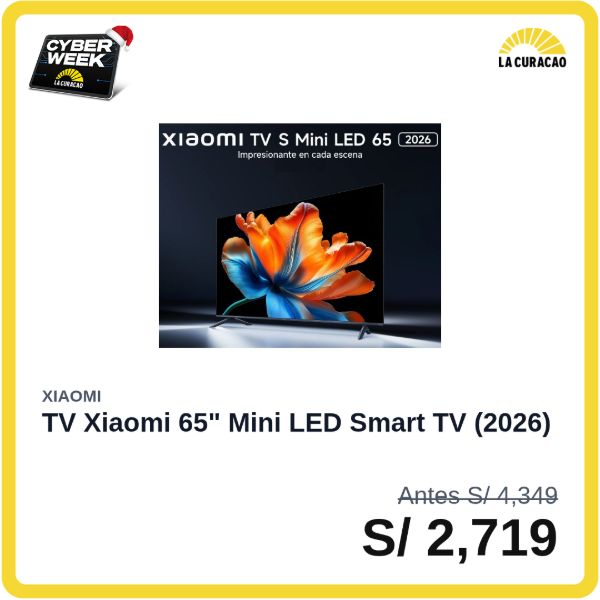 CYBER
WEEK
LA CURACAO
LA CURACAO
XIAOMI TV S Mini LED 65 2026
Impresionante en cada escena
XIAOMI
TV Xiaomi 65" Mini LED Smart TV (2026)
Antes S/ 4,349
S/ 2,719